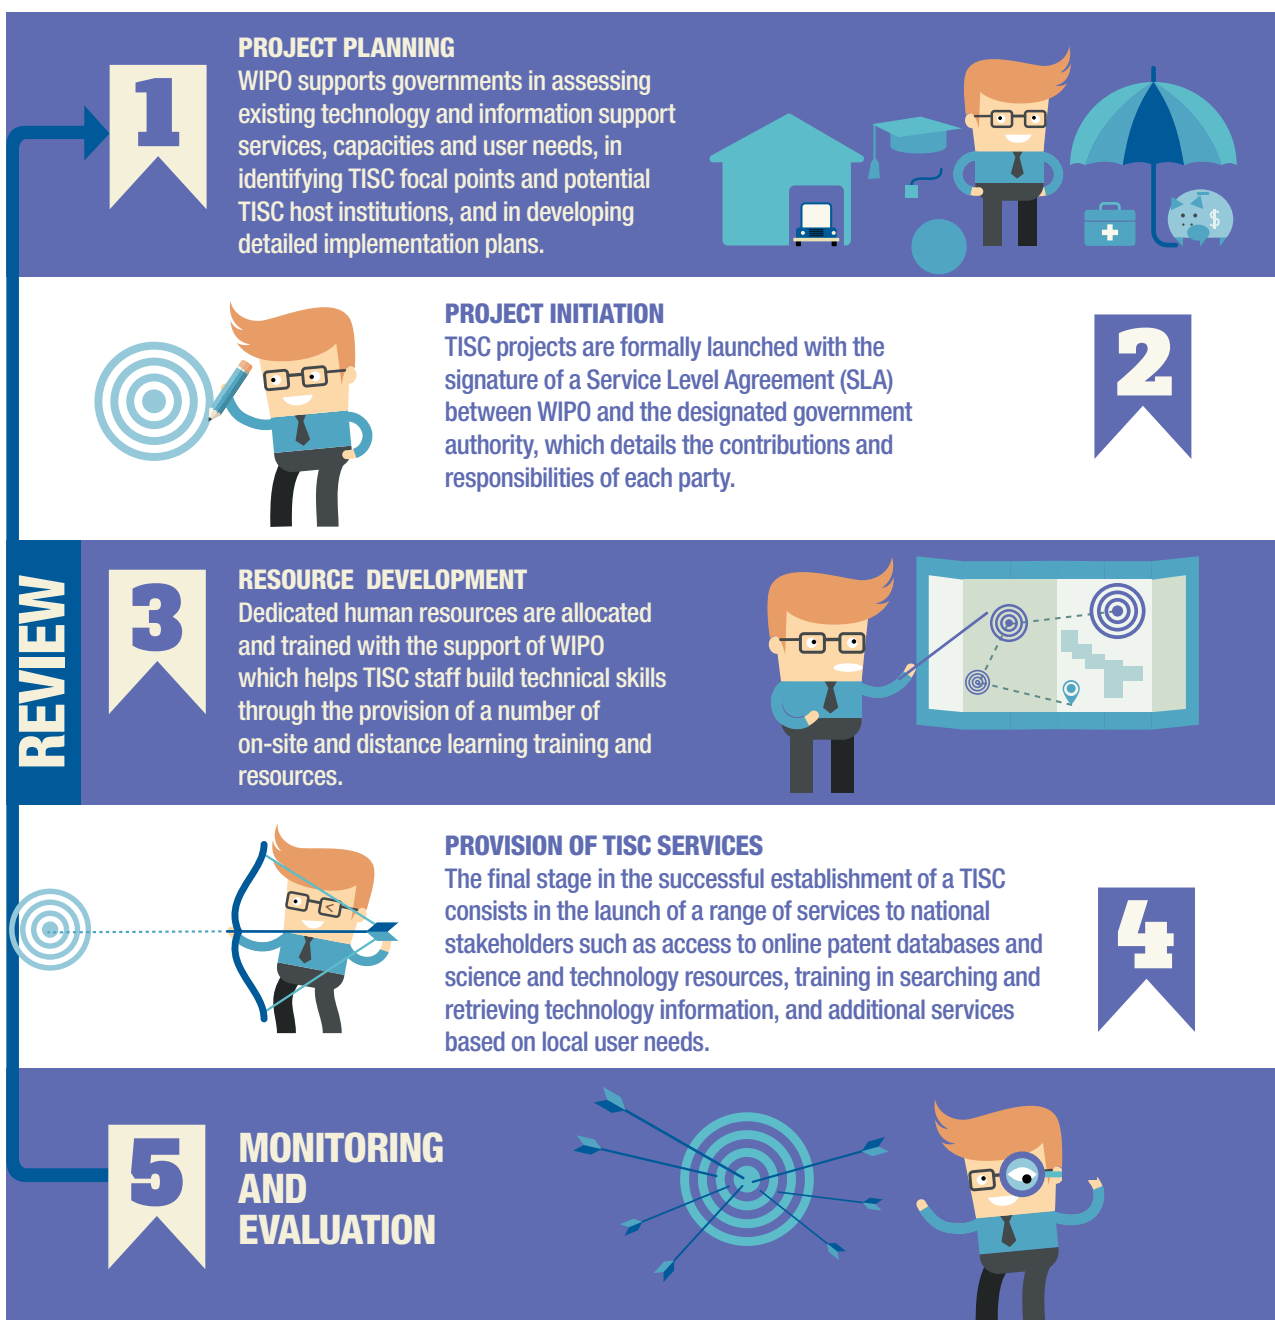 1
PROJECT PLANNING
WIPO supports governments in assessing
existing technology and information support
services, capacities and user needs, in
identifying TISC focal points and potential
TISC host institutions, and in developing
detailed implementation plans.
$
PROJECT INITIATION
TISC projects are formally launched with the
signature of a Service Level Agreement (SLA)
between WIPO and the designated government
authority, which details the contributions and
responsibilities of each party.
2
REVIEW
3
RESOURCE DEVELOPMENT
Dedicated human resources are allocated
and trained with the support of WIPO
which helps TISC staff build technical skills
through the provision of a number of
on-site and distance learning training and
resources.
PROVISION OF TISC SERVICES
The final stage in the successful establishment of a TISC
consists in the launch of a range of services to national
stakeholders such as access to online patent databases and
science and technology resources, training in searching and
retrieving technology information, and additional services
based on local user needs.
4
5
MONITORING
AND
EVALUATION